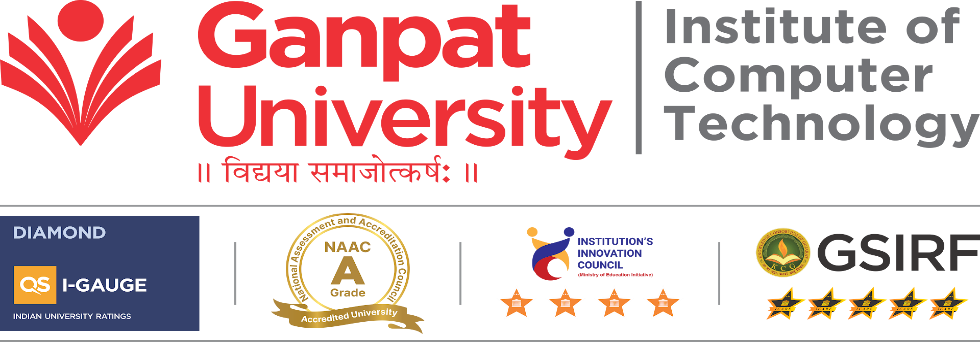 Ganpat
University
॥ विद्यया समाजोत्कर्षः ॥
Institute of
Computer
Technology
DIAMOND
QS I-GAUGE
INDIAN UNIVERSITY RATINGS
National Assessment and Accreditation Council
NAAC
A
Grade
Accredited University
INSTITUTION'S
INNOVATION
COUNCIL
(Ministry of Education Initiative)
GSIRF